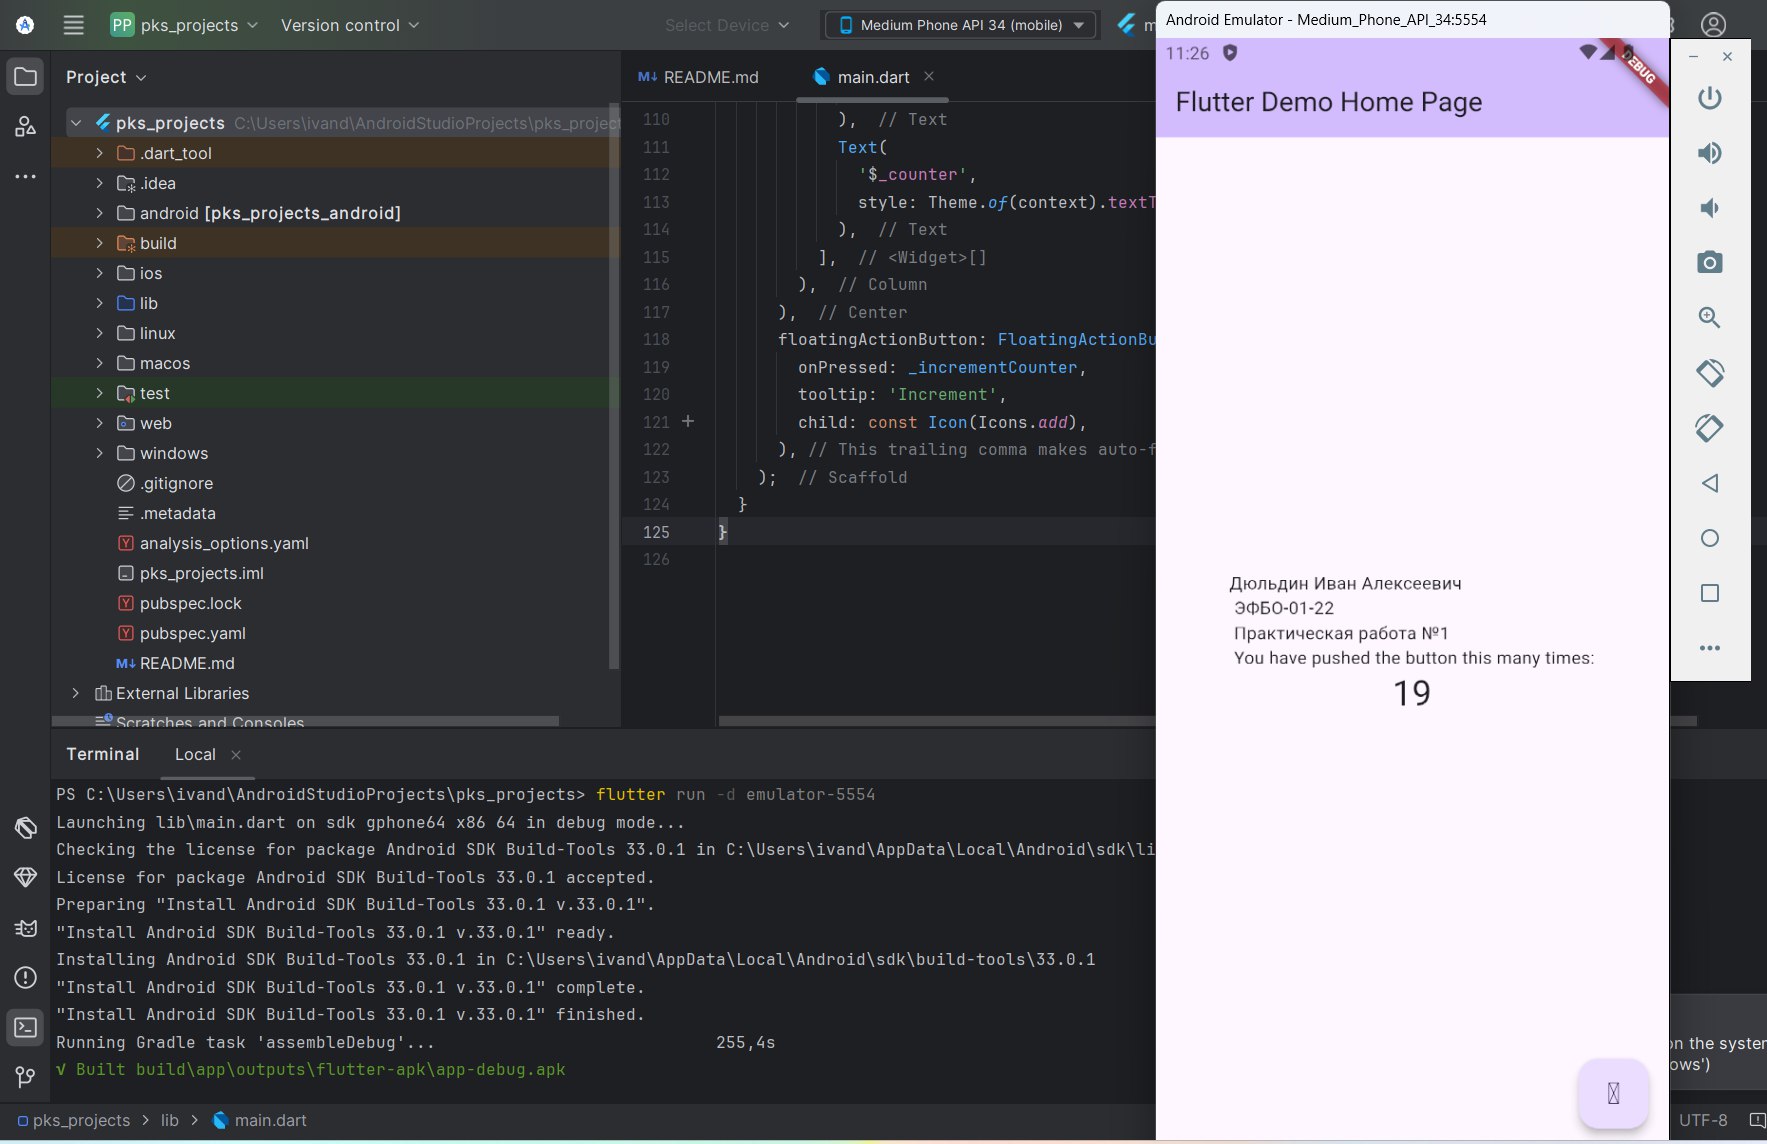 PP pks_projects
Version control
Select Device
Medium Phone API 34 (mobile)
Project
pks_projects C:\Users\ivand\AndroidStudioProjects\pks_project
.dart_tool
.idea
android [pks_projects_android]
build
ios
lib
linux
macos
test
web
windows
.gitignore
.metadata
analysis_options.yaml
pks_projects.iml
pubspec.lock
pubspec.yaml
M↓ README.md
External Libraries
Scratches and Consoles
M↓ README.md
main.dart
110 ), // Text
111 Text(
112 '$_counter',
113 style: Theme.of(context).textT
114 ), // Text
115 ], // <Widget>[]
116 ), // Column
117 ), // Center
118 floatingActionButton: FloatingActionBu
119 onPressed: _incrementCounter,
120 tooltip: 'Increment',
121 child: const Icon(Icons.add),
122 ), // This trailing comma makes auto-f
123 ); // Scaffold
124 }
125 }
126
Android Emulator - Medium_Phone_API_34:5554
11:26
DEBUG
Flutter Demo Home Page
Дюльдин Иван Алексеевич
ЭФБО-01-22
Практическая работа №1
You have pushed the button this many times:
19
Terminal
Local
PS C:\Users\ivand\AndroidStudioProjects\pks_projects> flutter run -d emulator-5554
Launching lib\main.dart on sdk gphone64 x86 64 in debug mode...
Checking the license for package Android SDK Build-Tools 33.0.1 in C:\Users\ivand\AppData\Local\Android\sdk\li
License for package Android SDK Build-Tools 33.0.1 accepted.
Preparing "Install Android SDK Build-Tools 33.0.1 v.33.0.1".
"Install Android SDK Build-Tools 33.0.1 v.33.0.1" ready.
Installing Android SDK Build-Tools 33.0.1 in C:\Users\ivand\AppData\Local\Android\sdk\build-tools\33.0.1
"Install Android SDK Build-Tools 33.0.1 v.33.0.1" complete.
"Install Android SDK Build-Tools 33.0.1 v.33.0.1" finished.
Running Gradle task 'assembleDebug'... 255,4s
√ Built build\app\outputs\flutter-apk\app-debug.apk
on the system
ows')
pks_projects > lib > main.dart
UTF-8